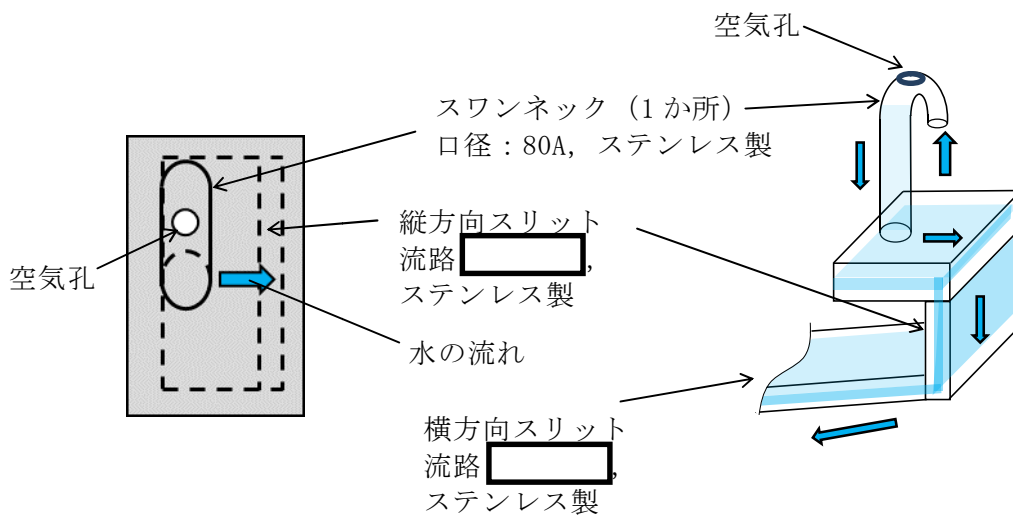 空気孔
スワンネック (1か所)
口径：80A, ステンレス製
縦方向スリット
流路 ,
ステンレス製
空気孔
水の流れ
横方向スリット
流路 ,
ステンレス製